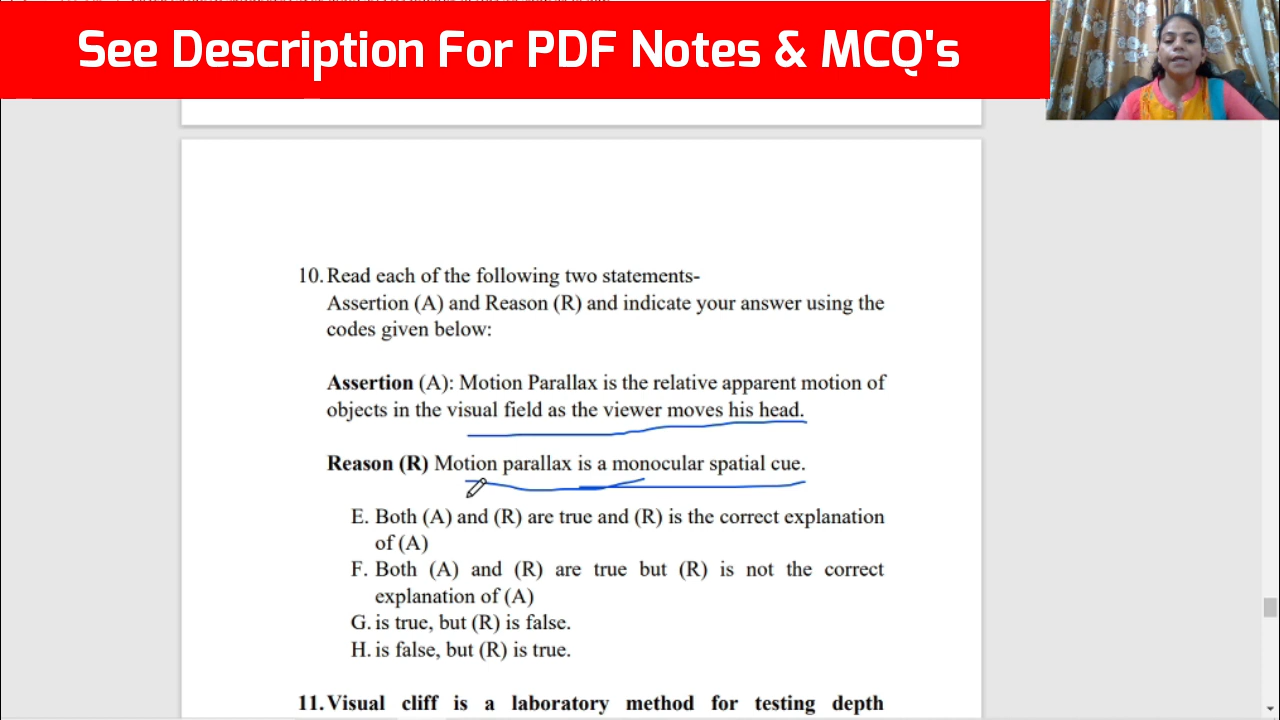 See Description For PDF Notes & MCQ's
10. Read each of the following two statements-
Assertion (A) and Reason (R) and indicate your answer using the
codes given below:
Assertion (A): Motion Parallax is the relative apparent motion of
objects in the visual field as the viewer moves his head.
Reason (R) Motion parallax is a monocular spatial cue.
E. Both (A) and (R) are true and (R) is the correct explanation
of (A)
F. Both (A) and (R) are true but (R) is not the correct
explanation of (A)
G. is true, but (R) is false.
H. is false, but (R) is true.
11. Visual cliff is a laboratory method for testing depth